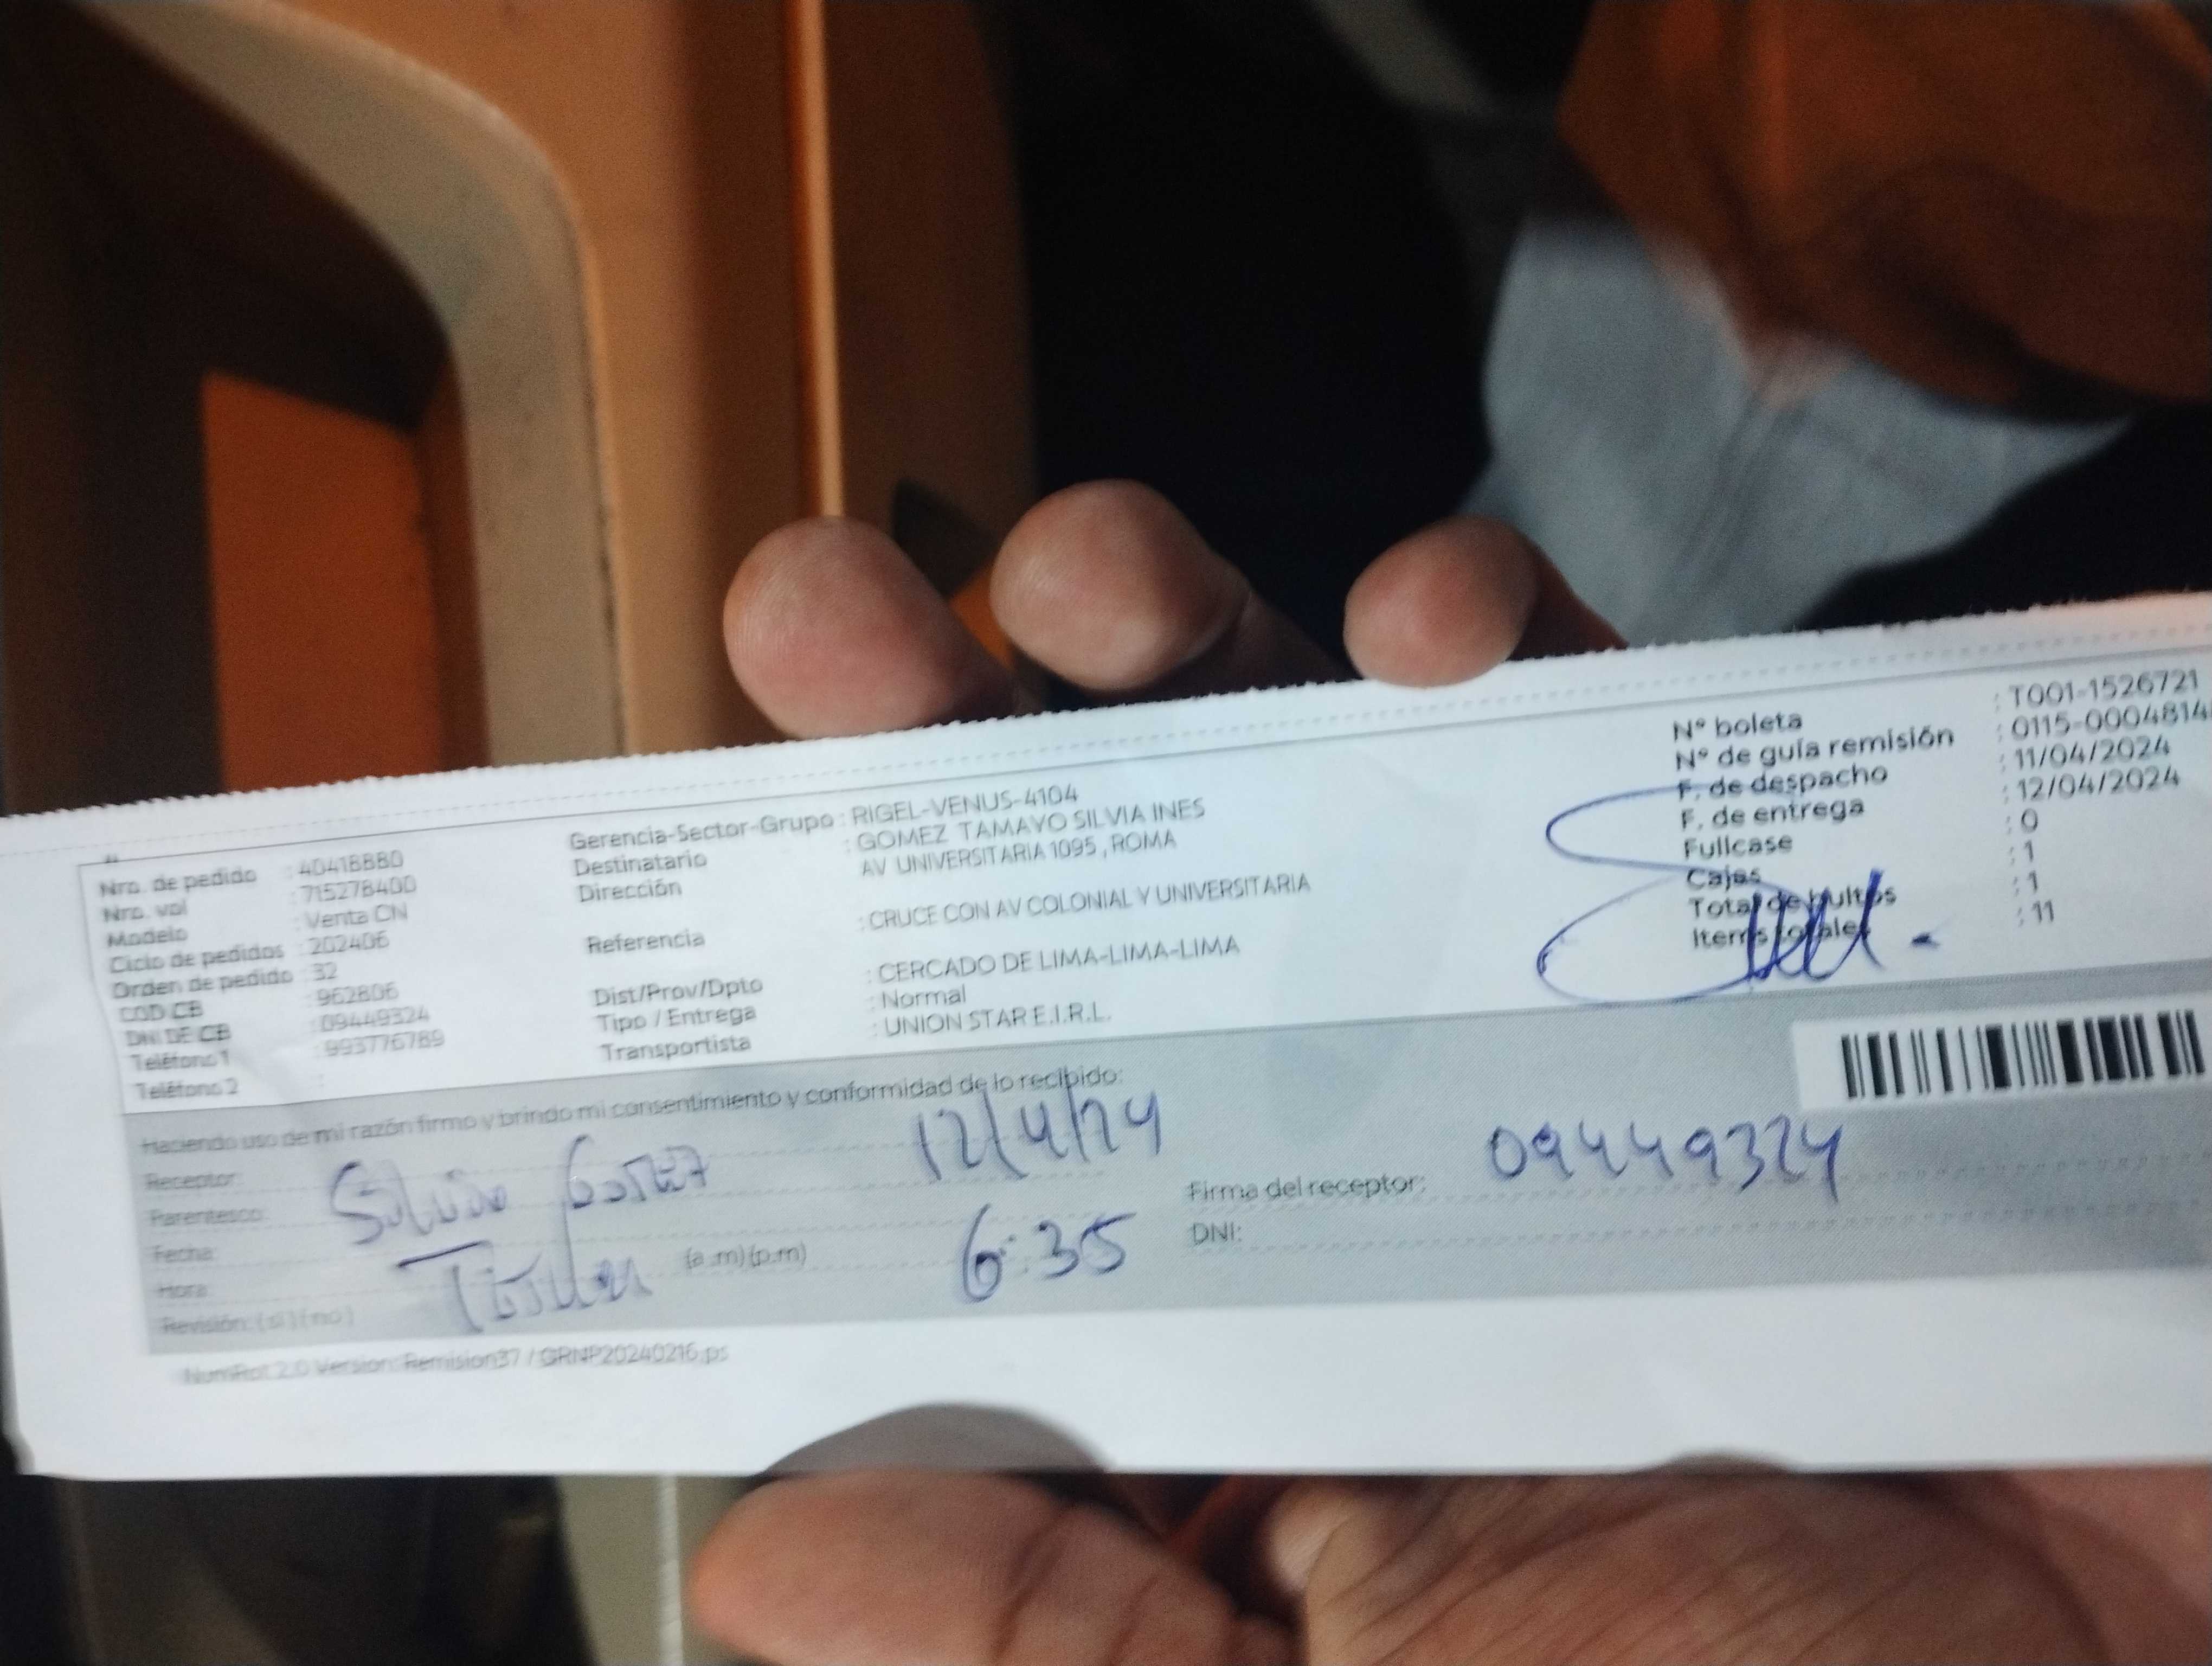 Nro. de pedido : 40418880
Nro. vol : 715278400
Modelo : Venta CN
Ciclo de pedidos : 202406
Orden de pedido : 32
COD CB : 962806
DNI DE CB : 09449324
Teléfono 1 : 993776789
Teléfono 2 :
Gerencia-Sector-Grupo : RIGEL-VENUS-4104
Destinatario : GOMEZ TAMAYO SILVIA INES
Dirección AV UNIVERSITARIA 1095 , ROMA
Referencia : CRUCE CON AV COLONIAL Y UNIVERSITARIA
Dist/Prov/Dpto : CERCADO DE LIMA-LIMA-LIMA
Tipo / Entrega : Normal
Transportista : UNION STAR E.I.R.L.
N° boleta : T001-1526721
N° de guía remisión : 0115-0004814
F. de despacho : 11/04/2024
F. de entrega : 12/04/2024
Fullcase : 0
Cajas : 1
Total de bultos : 1
Items totales : 11
Haciendo uso de mi razón firmo y brindo mi consentimiento y conformidad de lo recibido:
Receptor: Silvia Gomez 12/4/24
Parentesco:
Fecha:
Hora: (a.m)(p.m) 6:35
Revisión: (si) (no)
Firma del receptor: 09449324
DNI:
NumRot 2.0 Version: Remision37 / GRNP20240216.ps